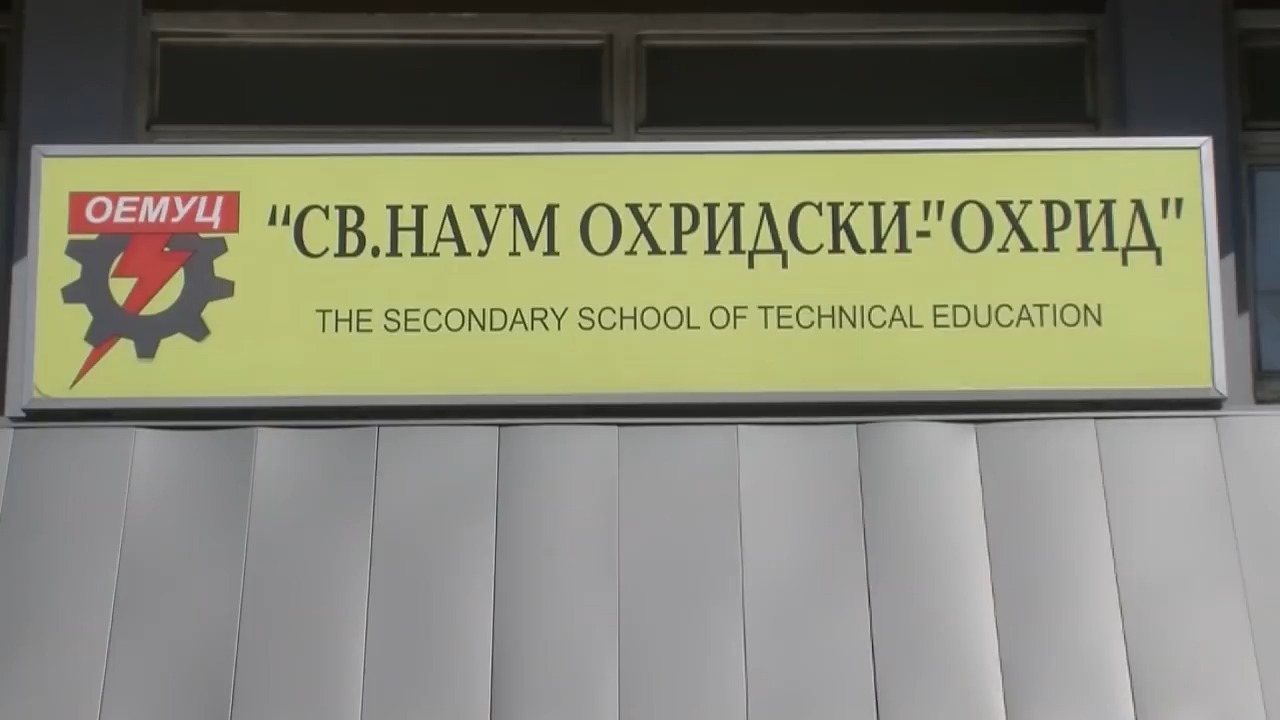 ОЕМУЦ
"СВ.НАУМ ОХРИДСКИ-"ОХРИД"
THE SECONDARY SCHOOL OF TECHNICAL EDUCATION